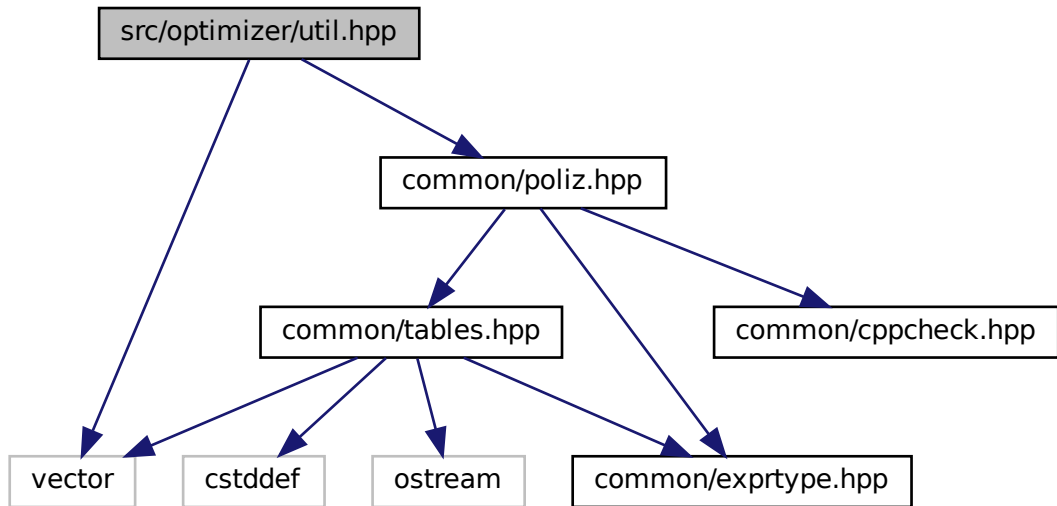 src/optimizer/util.hpp
common/poliz.hpp
common/tables.hpp
common/cppcheck.hpp
vector
cstddef
ostream
common/exprtype.hpp